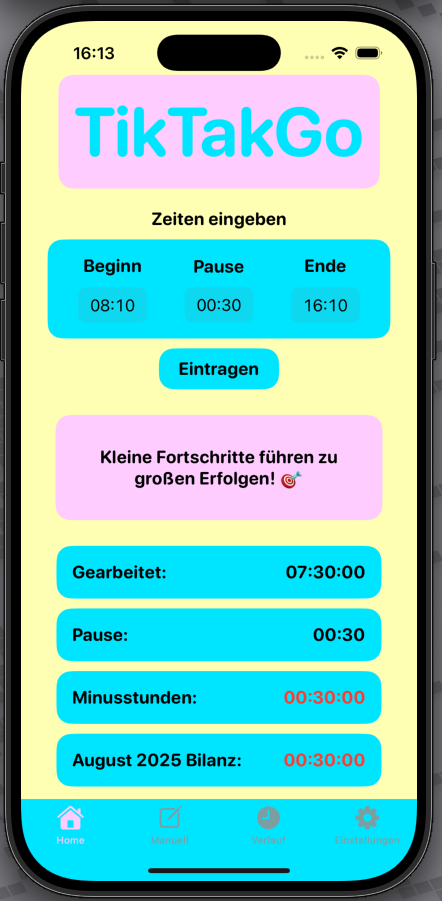 16:13
TikTakGo
Zeiten eingeben
Beginn Pause Ende
08:10 00:30 16:10
Eintragen
Kleine Fortschritte führen zu
großen Erfolgen! 🎯
Gearbeitet: 07:30:00
Pause: 00:30
Minusstunden: 00:30:00
August 2025 Bilanz: 00:30:00
Home Manuell Verlauf Einstellungen